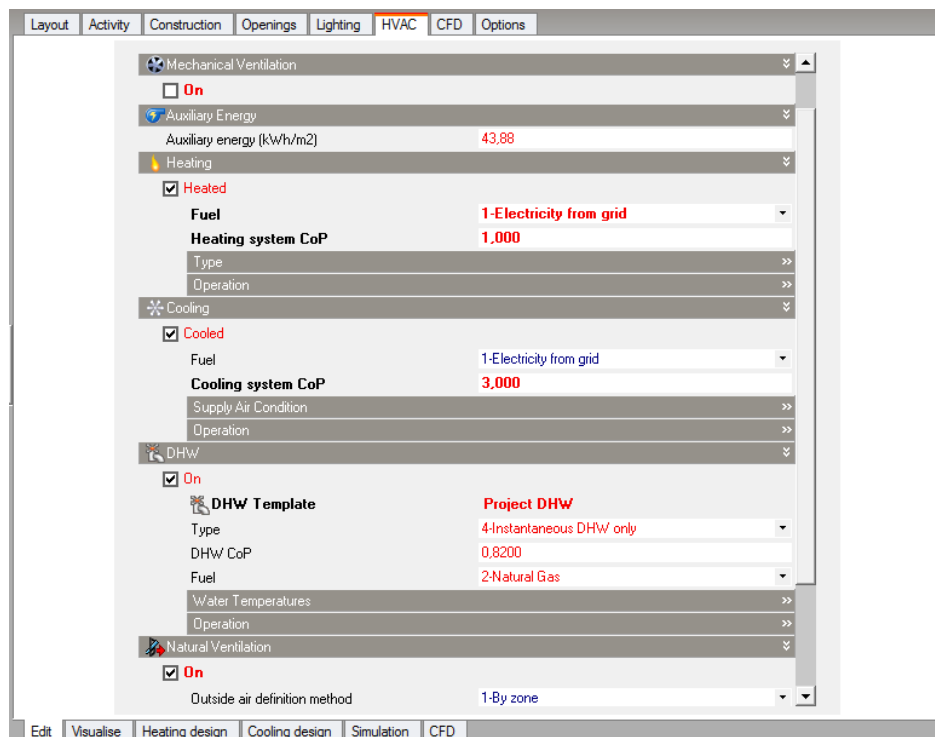 Layout Activity Construction Openings Lighting HVAC CFD Options
Mechanical Ventilation
On
Auxiliary Energy
Auxiliary energy (kWh/m2) 43,88
Heating
Heated
Fuel 1-Electricity from grid
Heating system CoP 1,000
Type
Operation
Cooling
Cooled
Fuel 1-Electricity from grid
Cooling system CoP 3,000
Supply Air Condition
Operation
DHW
On
DHW Template Project DHW
Type 4-Instantaneous DHW only
DHW CoP 0,8200
Fuel 2-Natural Gas
Water Temperatures
Operation
Natural Ventilation
On
Outside air definition method 1-By zone
Edit Visualise Heating design Cooling design Simulation CFD